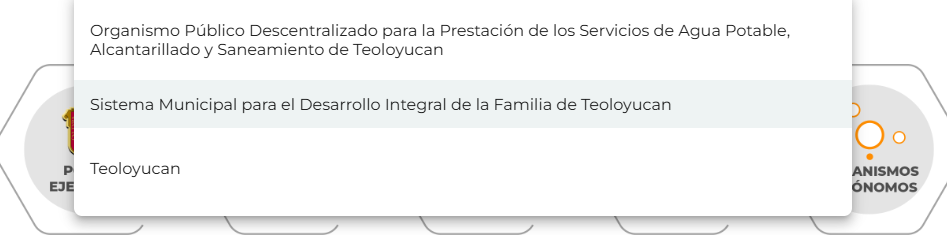 Organismo Público Descentralizado para la Prestación de los Servicios de Agua Potable,
Alcantarillado y Saneamiento de Teoloyucan
Sistema Municipal para el Desarrollo Integral de la Familia de Teoloyucan
Teoloyucan
P
EJE
ANISMOS
ÓNOMOS